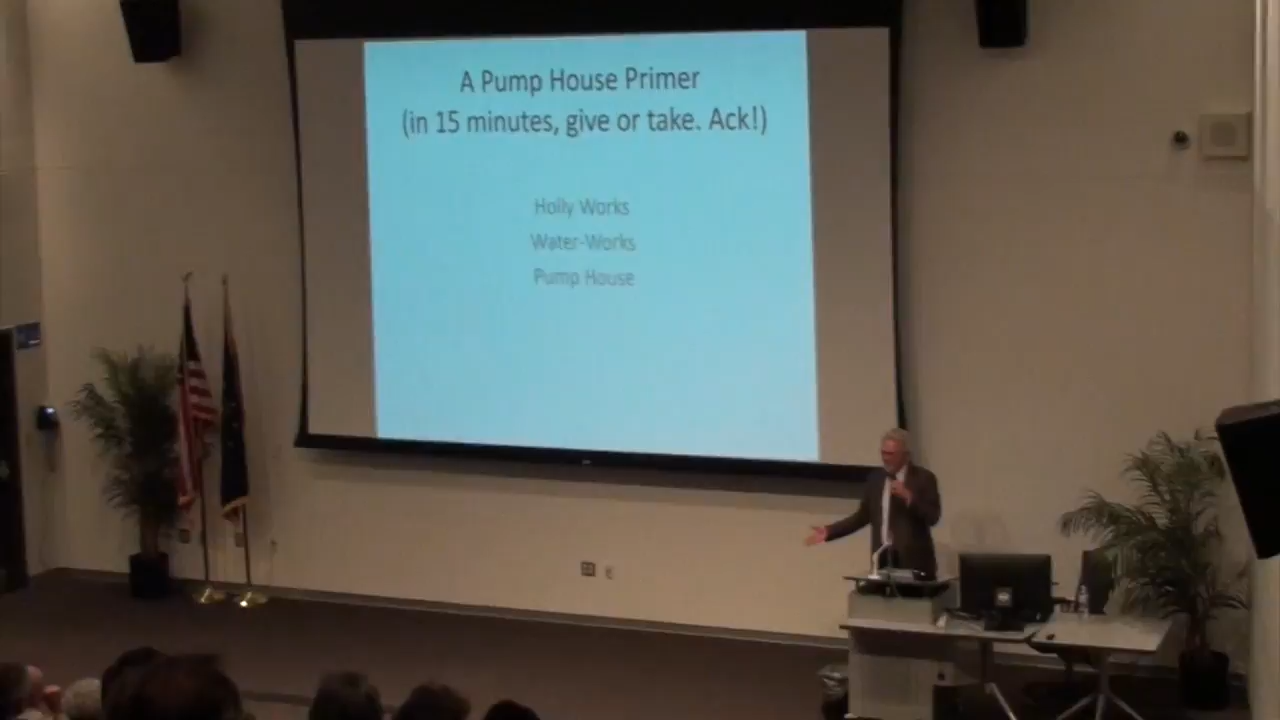 A Pump House Primer
(in 15 minutes, give or take. Ack!)
Holly Works
Water-Works
Pump House